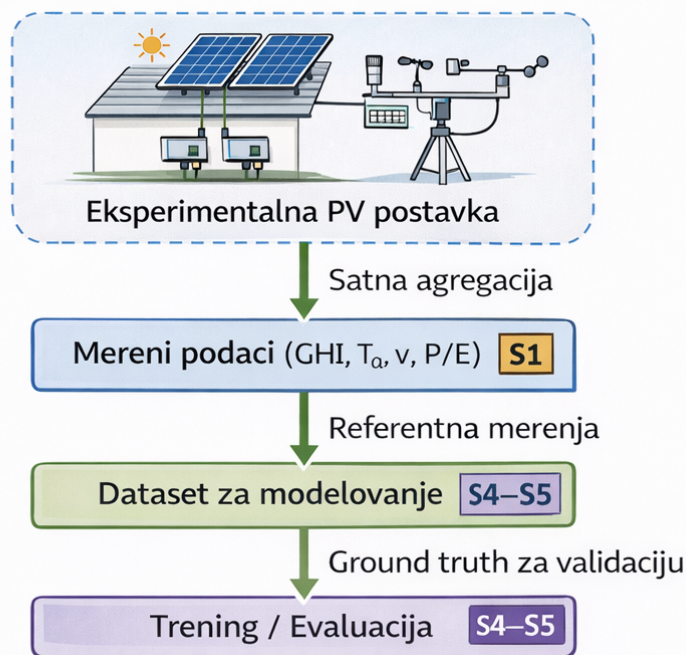 Eksperimentalna PV postavka
Satna agregacija
Mereni podaci (GHI, Tₐ, v, P/E) S1
Referentna merenja
Dataset za modelovanje S4–S5
Ground truth za validaciju
Trening / Evaluacija S4–S5